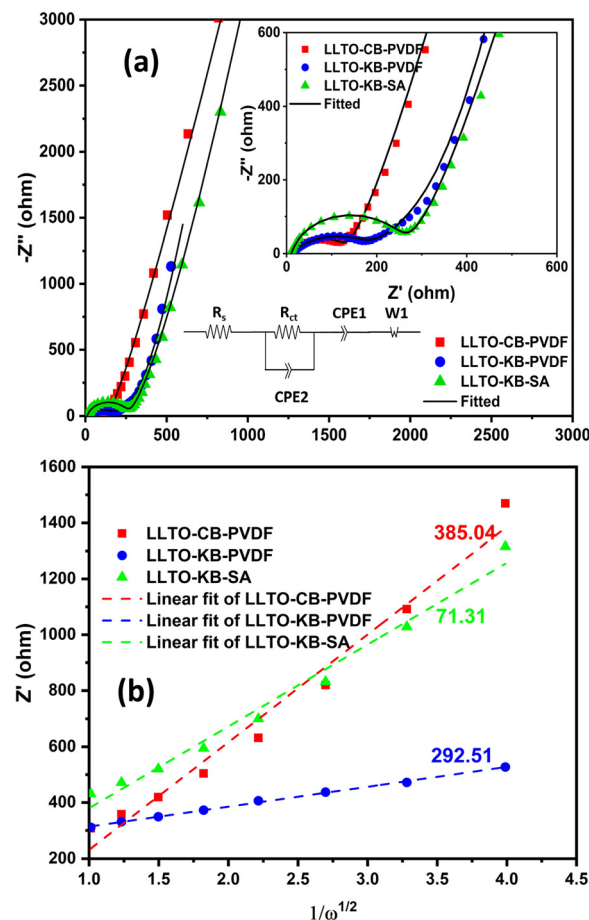 (a)
3000
2500
2000
1500
1000
500
0
-Z'' (ohm)
600
400
200
0
-Z'' (ohm)
LLTO-CB-PVDF
LLTO-KB-PVDF
LLTO-KB-SA
Fitted
0 200 400 600
Z' (ohm)
Rs Rct CPE1 W1
CPE2
LLTO-CB-PVDF
LLTO-KB-PVDF
LLTO-KB-SA
Fitted
0 500 1000 1500 2000 2500 3000
1600
1400
1200
1000
800
600
400
200
Z' (ohm)
LLTO-CB-PVDF
LLTO-KB-PVDF
LLTO-KB-SA
Linear fit of LLTO-CB-PVDF
Linear fit of LLTO-KB-PVDF
Linear fit of LLTO-KB-SA
385.04
71.31
(b)
292.51
1.0 1.5 2.0 2.5 3.0 3.5 4.0 4.5
1/ω^1/2